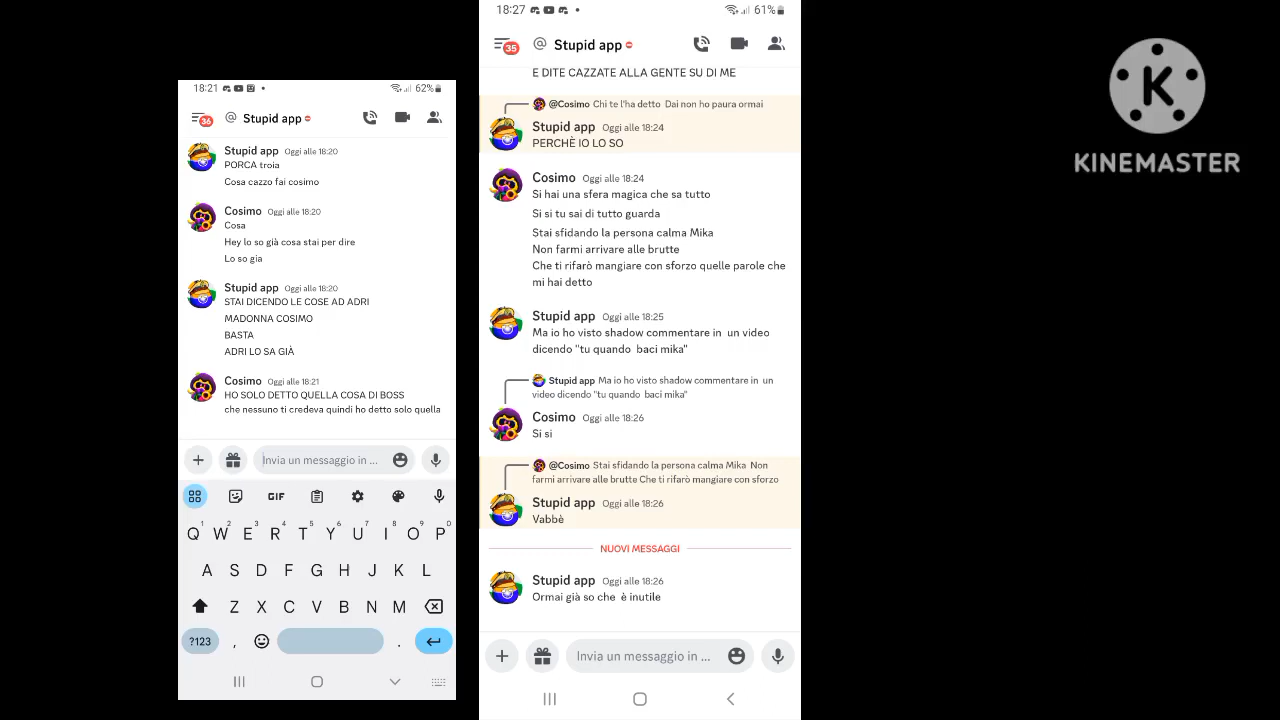 18:21
62%
36
@ Stupid app
Stupid app Oggi alle 18:20
PORCA troia
Cosa cazzo fai cosimo
Cosimo Oggi alle 18:20
Cosa
Hey lo so già cosa stai per dire
Lo so gia
Stupid app Oggi alle 18:20
STAI DICENDO LE COSE AD ADRI
MADONNA COSIMO
BASTA
ADRI LO SA GIÀ
Cosimo Oggi alle 18:21
HO SOLO DETTO QUELLA COSA DI BOSS
che nessuno ti credeva quindi ho detto solo quella
Invia un messaggio in ...
GIF
Q1 W2 E3 R4 T5 Y6 U7 I8 O9 P0
A S D F G H J K L
Z X C V B N M
?123 , .
18:27
61%
35
@ Stupid app
E DITE CAZZATE ALLA GENTE SU DI ME
@Cosimo Chi te l'ha detto Dai non ho paura ormai
Stupid app Oggi alle 18:24
PERCHÈ IO LO SO
Cosimo Oggi alle 18:24
Si hai una sfera magica che sa tutto
Si si tu sai di tutto guarda
Stai sfidando la persona calma Mika
Non farmi arrivare alle brutte
Che ti rifarò mangiare con sforzo quelle parole che
mi hai detto
Stupid app Oggi alle 18:25
Ma io ho visto shadow commentare in un video
dicendo "tu quando baci mika"
Stupid app Ma io ho visto shadow commentare in un
video dicendo "tu quando baci mika"
Cosimo Oggi alle 18:26
Si si
@Cosimo Stai sfidando la persona calma Mika Non
farmi arrivare alle brutte Che ti rifarò mangiare con sforzo
Stupid app Oggi alle 18:26
Vabbè
NUOVI MESSAGGI
Stupid app Oggi alle 18:26
Ormai già so che è inutile
Invia un messaggio in ...
K
KINEMASTER